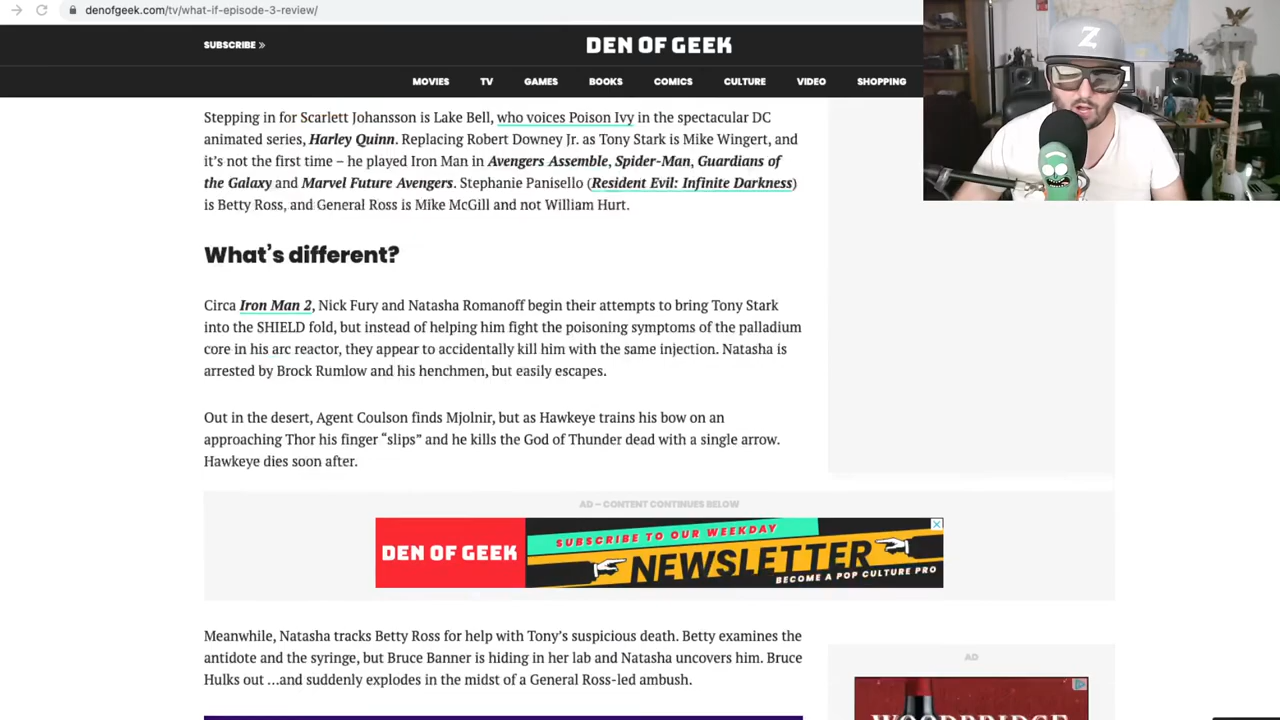 denofgeek.com/tv/what-if-episode-3-review/
SUBSCRIBE »
DEN OF GEEK
MOVIES TV GAMES BOOKS COMICS CULTURE VIDEO SHOPPING
Z
Stepping in for Scarlett Johansson is Lake Bell, who voices Poison Ivy in the spectacular DC
animated series, Harley Quinn. Replacing Robert Downey Jr. as Tony Stark is Mike Wingert, and
it’s not the first time – he played Iron Man in Avengers Assemble, Spider-Man, Guardians of
the Galaxy and Marvel Future Avengers. Stephanie Panisello (Resident Evil: Infinite Darkness)
is Betty Ross, and General Ross is Mike McGill and not William Hurt.
What’s different?
Circa Iron Man 2, Nick Fury and Natasha Romanoff begin their attempts to bring Tony Stark
into the SHIELD fold, but instead of helping him fight the poisoning symptoms of the palladium
core in his arc reactor, they appear to accidentally kill him with the same injection. Natasha is
arrested by Brock Rumlow and his henchmen, but easily escapes.
Out in the desert, Agent Coulson finds Mjolnir, but as Hawkeye trains his bow on an
approaching Thor his finger “slips” and he kills the God of Thunder dead with a single arrow.
Hawkeye dies soon after.
AD – CONTENT CONTINUES BELOW
DEN OF GEEK
SUBSCRIBE TO OUR WEEKDAY
NEWSLETTER
BECOME A POP CULTURE PRO
Meanwhile, Natasha tracks Betty Ross for help with Tony’s suspicious death. Betty examines the
antidote and the syringe, but Bruce Banner is hiding in her lab and Natasha uncovers him. Bruce
Hulks out …and suddenly explodes in the midst of a General Ross-led ambush.
AD
WOODBRIDGE